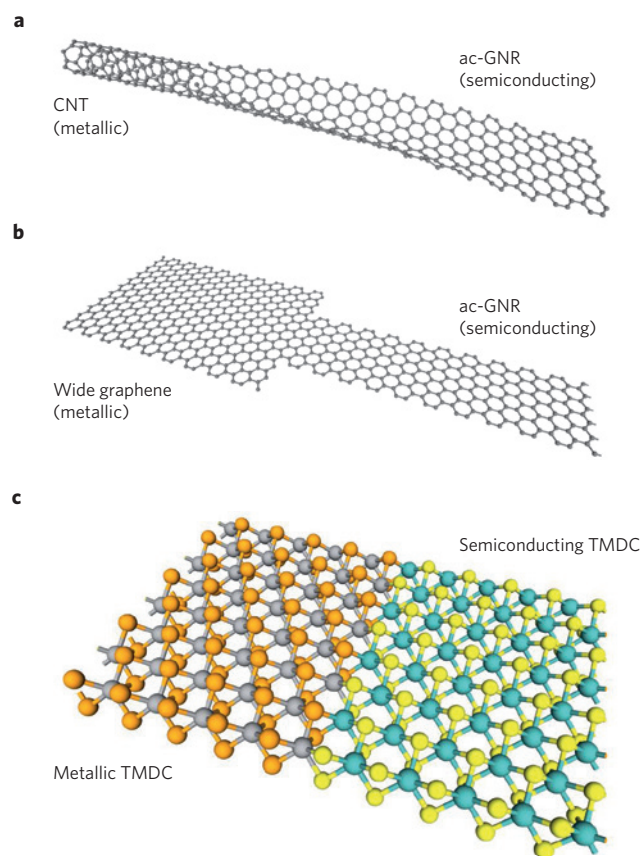 a
ac-GNR
(semiconducting)
CNT
(metallic)
b
ac-GNR
(semiconducting)
Wide graphene
(metallic)
c
Semiconducting TMDC
Metallic TMDC